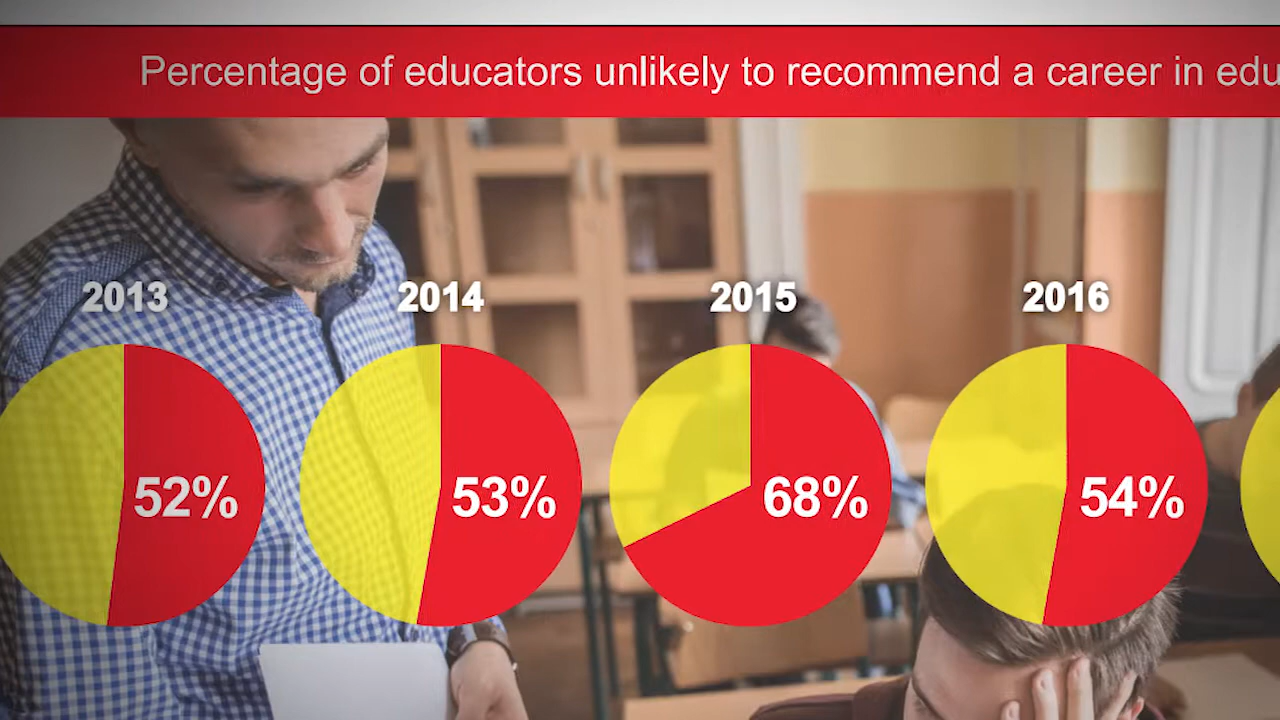 Percentage of educators unlikely to recommend a career in edu
2013 2014 2015 2016
52% 53% 68% 54%